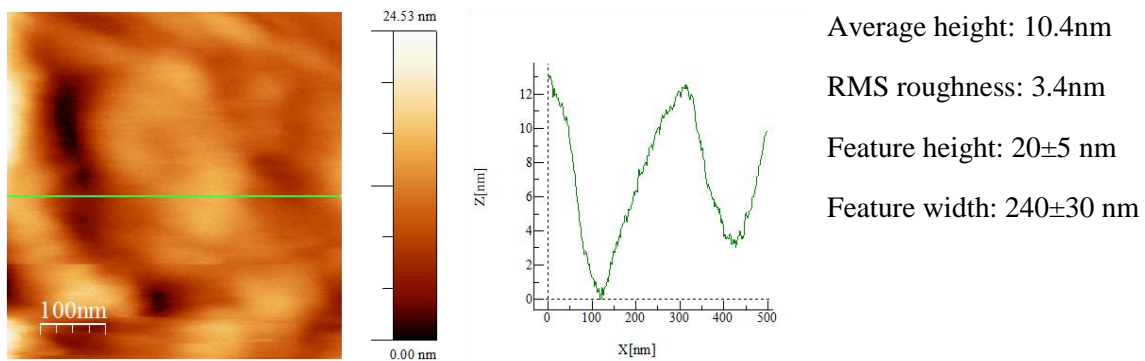 24.53 nm
0.00 nm
100nm
Z[nm]
12
10
8
6
4
2
0
0 100 200 300 400 500
X[nm]
Average height: 10.4nm
RMS roughness: 3.4nm
Feature height: 20±5 nm
Feature width: 240±30 nm